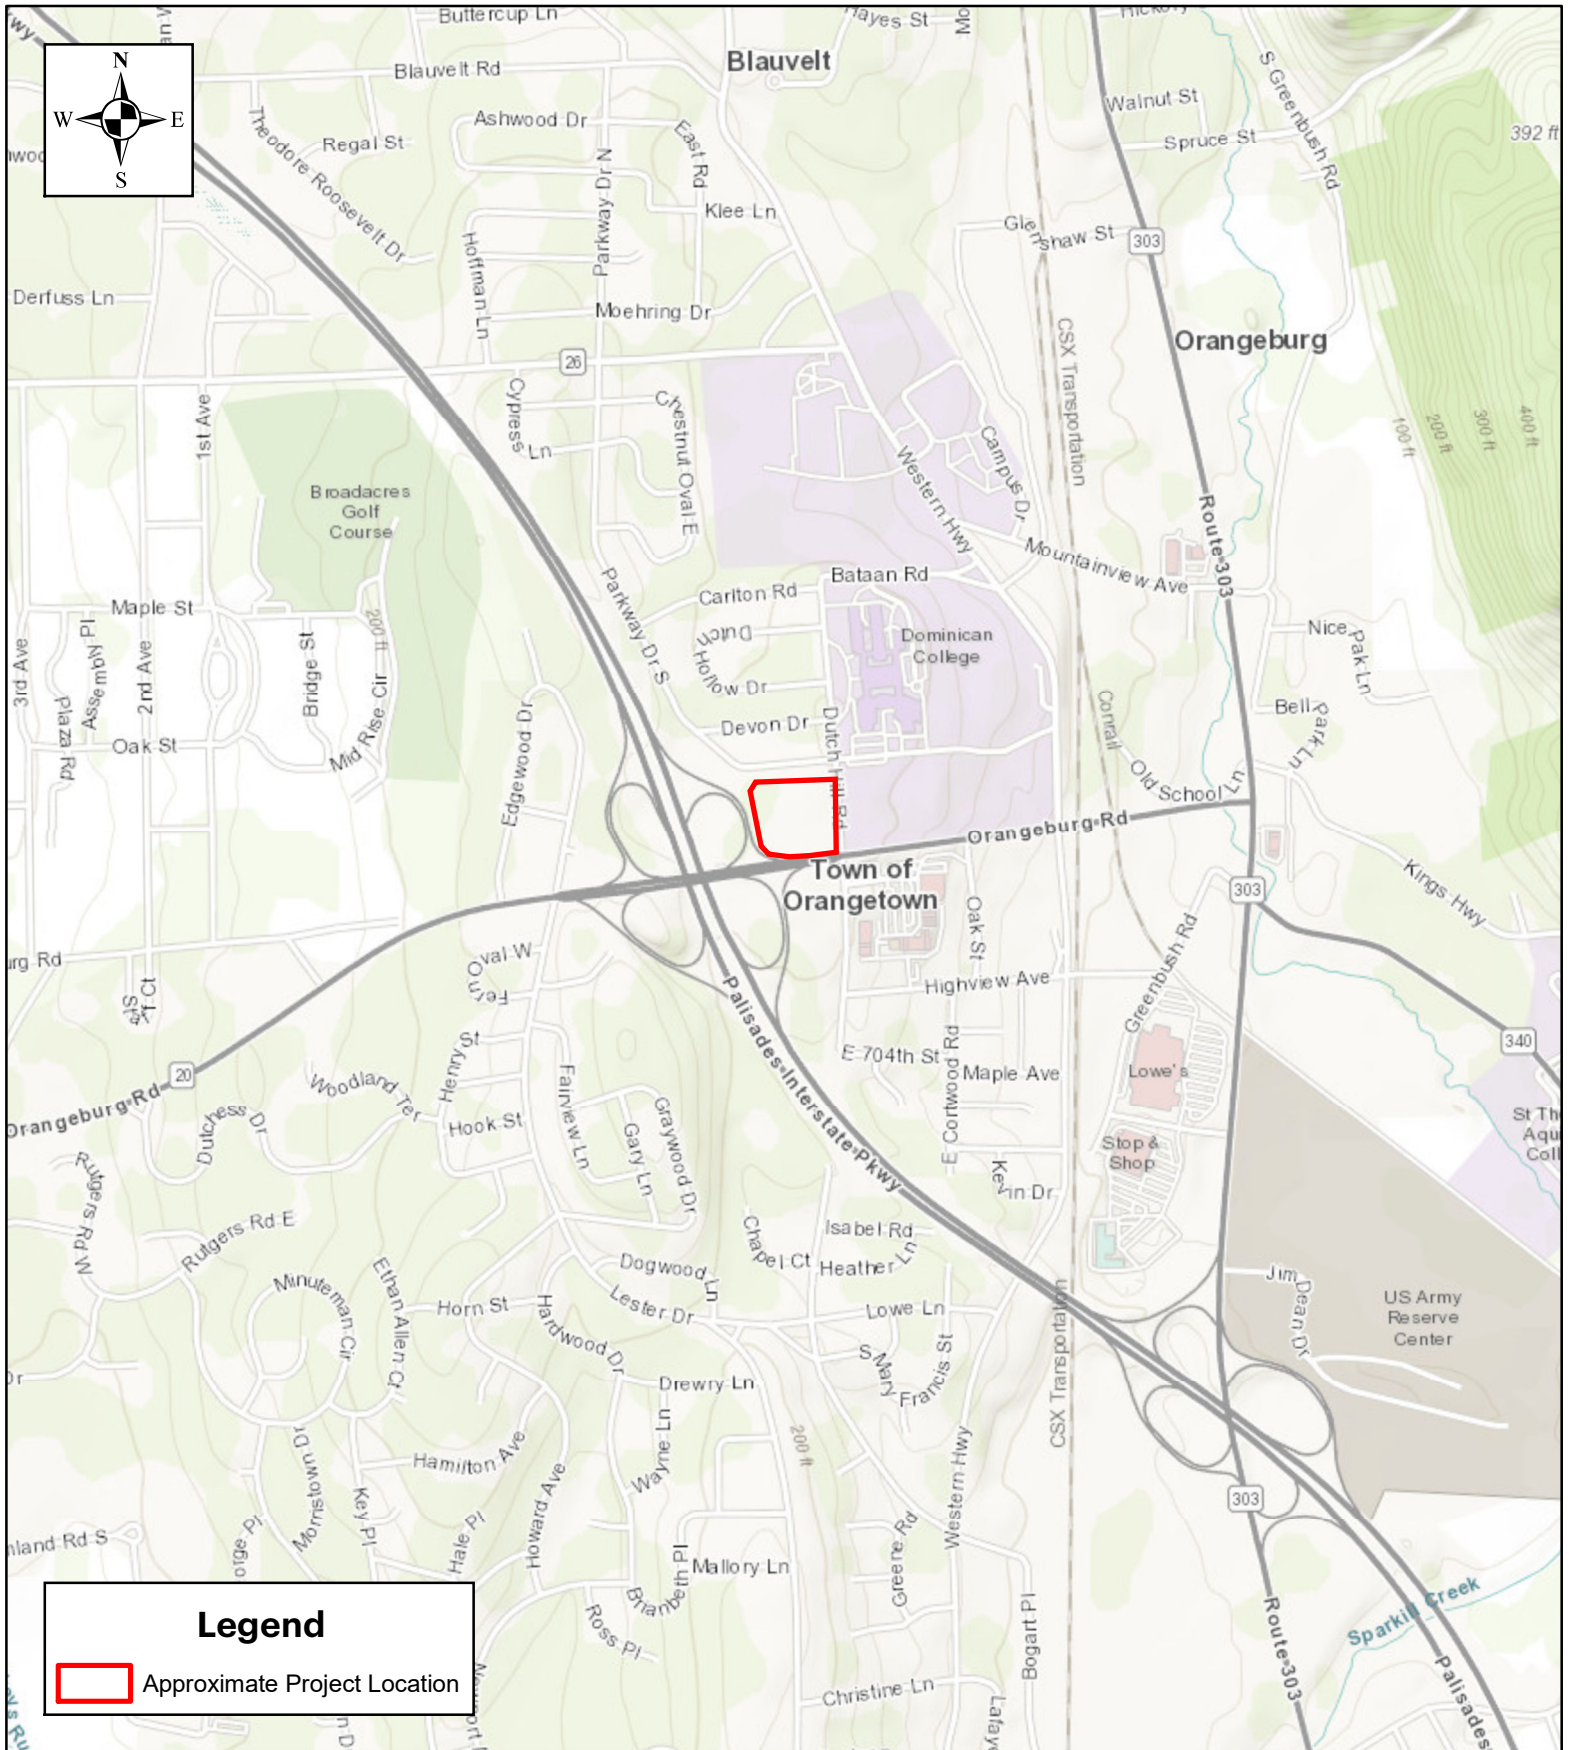 Buttercup Ln
Hayes St
Blauvelt
Blauvelt Rd
N
W
E
S
Walnut St
S Greenbush Rd
Spruce St
392 ft
Ashwood Dr
East Rd
Regal St
Theodore Roosevelt Dr
Parkway Dr N
Klee Ln
Glenshaw St
303
Hoffman Ln
Derfuss Ln
Moehring Dr
CSX Transportation
Orangeburg
26
1st Ave
Cypress Ln
Chestnut Oval E
Campus Dr
Western Hwy
100 ft
200 ft
300 ft
400 ft
Broadacres
Golf
Course
Route 303
Mountainview Ave
Bataan Rd
Carlton Rd
Parkway Dr S
Maple St
200 ft
Dutch
Hollow Dr
Dominican
College
Nice Pak Ln
3rd Ave
Assembly Pl
2nd Ave
Bridge St
Mid Rise Cir
Plaza Rd
Oak St
Edgewood Dr
Devon Dr
Dutch Hill Rd
Conrail
Bell Park Ln
Old School Ln
Orangeburg Rd
Town of
Orangetown
303
Kings Hwy
Oak St
Oval W
Greenbush Rd
Highview Ave
Palisades Interstate Pkwy
Henry St
E 704th St
E Cortwood Rd
Maple Ave
340
20
Orangeburg Rd
Woodland Ter
Dutchess Dr
Hook St
Fairview Ln
Gary Ln
Graywood Dr
Lowe's
Stop &
Shop
St Th
Aqu
Coll
Kevin Dr
Rutgers Rd W
Rutgers Rd E
Chapel Ct
Isabel Rd
Heather Ln
Minuteman Cir
Ethan Allen Ct
Horn St
Dogwood Ln
Lester Dr
Hardwood Dr
Lowe Ln
Jim Dean Dr
US Army
Reserve
Center
CSX Transportation
S Mary
Francis St
Drewry Ln
Wayne Ln
200 ft
Western Hwy
Morristown Dr
Hamilton Ave
Key Pl
Howard Ave
Hale Pl
303
Greene Rd
Mallory Ln
Brianbeth Pl
Ross Pl
Bogart Pl
Route 303
Sparkill Creek
Palisades
Christine Ln
Legend
Approximate Project Location